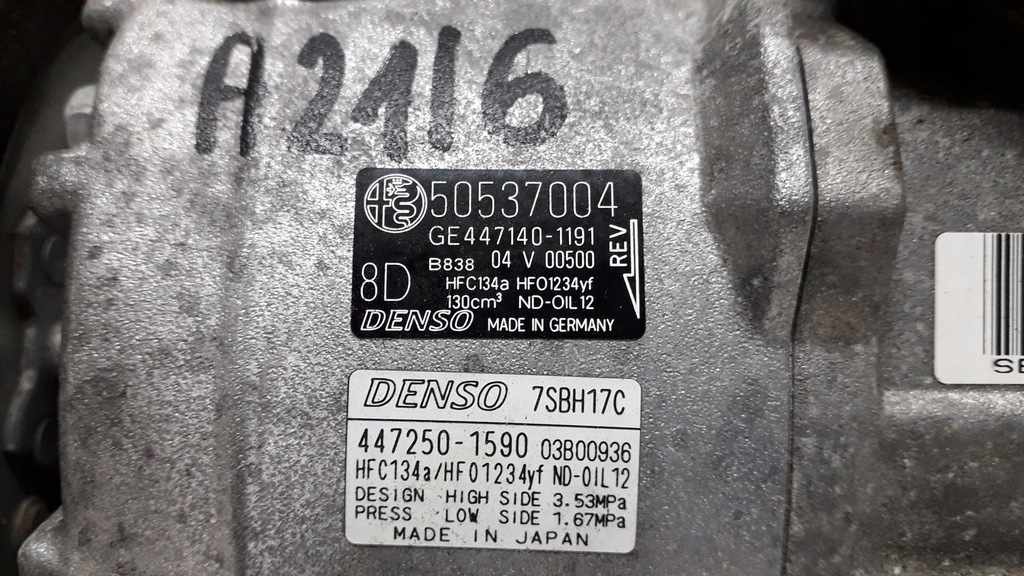 A2116
50537004
GE447140-1191
B838 04 V 00500
REV
8D
HFC134a HFO1234yf
130cm³ ND-OIL12
DENSO MADE IN GERMANY
DENSO 7SBH17C
447250-1590 03B00936
HFC134a/HFO1234yf ND-OIL12
DESIGN HIGH SIDE 3.53MPa
PRESS LOW SIDE 1.67MPa
MADE IN JAPAN